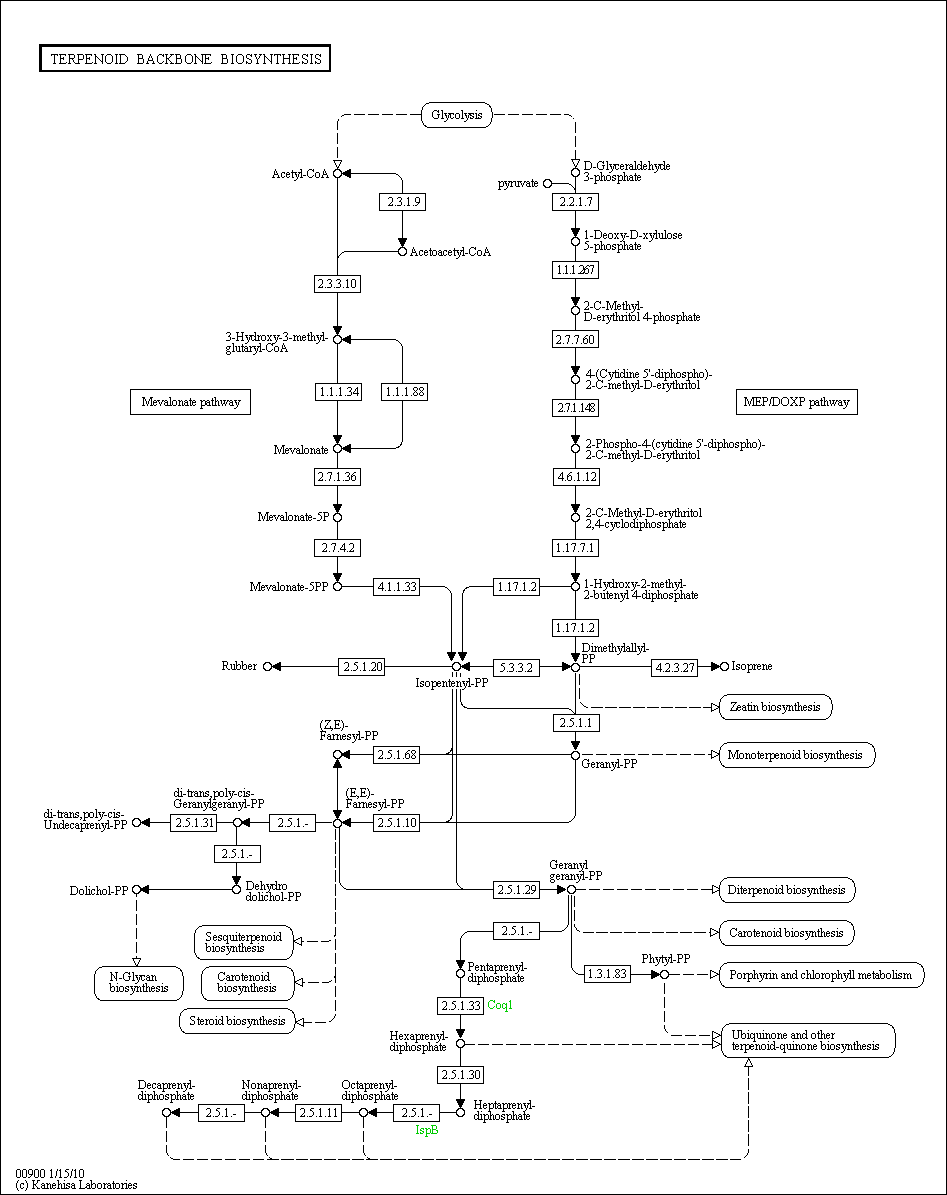 TERPENOID BACKBONE BIOSYNTHESIS
Glycolysis
Acetyl-CoA
D-Glyceraldehyde
3-phosphate
pyruvate
2.3.1.9
2.2.1.7
1-Deoxy-D-xylulose
5-phosphate
Acetoacetyl-CoA
1.1.1.267
2.3.3.10
2-C-Methyl-
D-erythritol 4-phosphate
3-Hydroxy-3-methyl-
glutaryl-CoA
2.7.7.60
4-(Cytidine 5'-diphospho)-
2-C-methyl-D-erythritol
1.1.1.34
1.1.1.88
Mevalonate pathway
2.7.1.148
MEP/DOXP pathway
Mevalonate
2-Phospho-4-(cytidine 5'-diphospho)-
2-C-methyl-D-erythritol
2.7.1.36
4.6.1.12
Mevalonate-5P
2-C-Methyl-D-erythritol
2,4-cyclodiphosphate
2.7.4.2
1.17.7.1
Mevalonate-5PP
4.1.1.33
1.17.1.2
1-Hydroxy-2-methyl-
2-butenyl 4-diphosphate
1.17.1.2
Dimethylallyl-
PP
Rubber
2.5.1.20
5.3.3.2
4.2.3.27
Isoprene
Isopentenyl-PP
Zeatin biosynthesis
2.5.1.1
(Z,E)-
Farnesyl-PP
2.5.1.68
Geranyl-PP
Monoterpenoid biosynthesis
di-trans,poly-cis-
Geranylgeranyl-PP
(E,E)-
Farnesyl-PP
di-trans,poly-cis-
Undecaprenyl-PP
2.5.1.31
2.5.1.-
2.5.1.10
2.5.1.-
Geranyl
geranyl-PP
Dolichol-PP
Dehydro
dolichol-PP
2.5.1.29
Diterpenoid biosynthesis
2.5.1.-
Carotenoid biosynthesis
Sesquiterpenoid
biosynthesis
Phytyl-PP
Pentaprenyl-
diphosphate
1.3.1.83
Porphyrin and chlorophyll metabolism
N-Glycan
biosynthesis
Carotenoid
biosynthesis
2.5.1.33 Coq1
Steroid biosynthesis
Hexaprenyl-
diphosphate
Ubiquinone and other
terpenoid-quinone biosynthesis
2.5.1.30
Decaprenyl-
diphosphate
Nonaprenyl-
diphosphate
Octaprenyl-
diphosphate
Heptaprenyl-
diphosphate
2.5.1.-
2.5.1.11
2.5.1.-
IspB
00900 1/15/10
(c) Kanehisa Laboratories